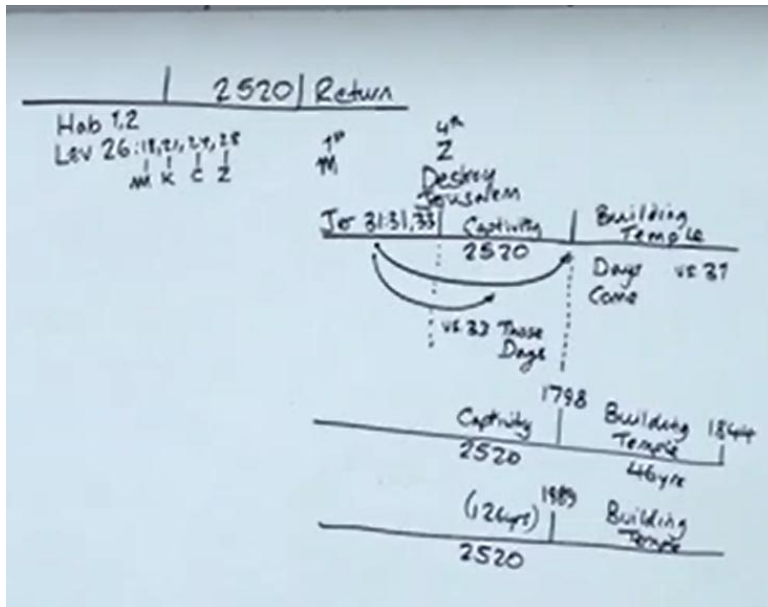 2520 Return
Hab 1,2
Lev 26:18,21,24,28
M K C Z
1st
M
4th
Z
Destroy
Jerusalem
Jer 31:31,33 Captivity
2520
Building
Temple
Days vs 31
Come
vs 33 Those
Days
1798
Captivity
2520
Building 1844
Temple
46yrs
1989
(126yrs)
2520
Building
Temple